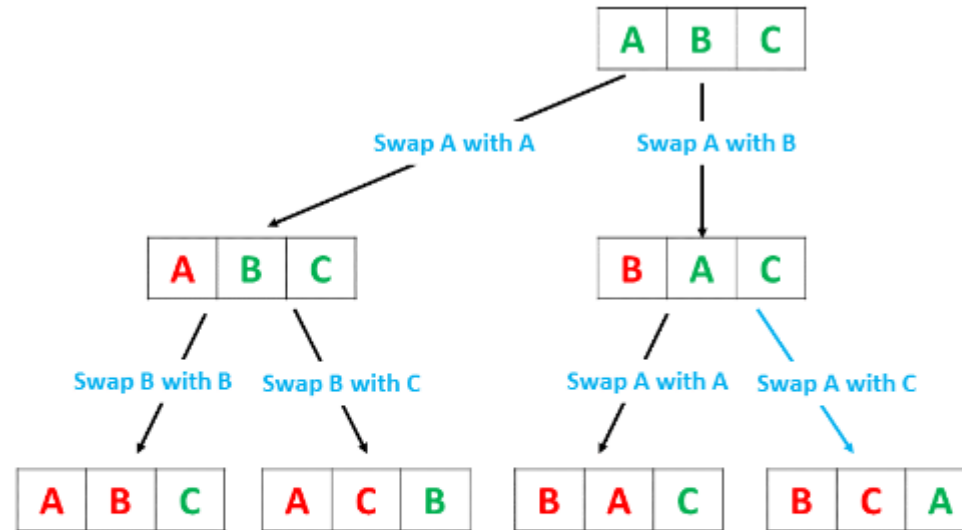 A B C
Swap A with A Swap A with B
A B C B A C
Swap B with B Swap B with C Swap A with A Swap A with C
A B C A C B B A C B C A